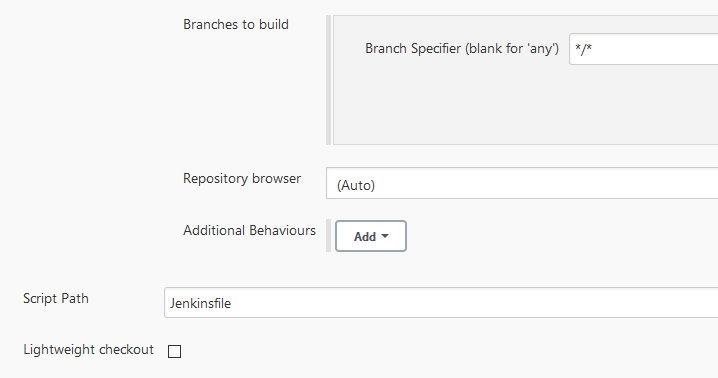 Branches to build
Branch Specifier (blank for 'any') */*
Repository browser (Auto)
Additional Behaviours Add
Script Path Jenkinsfile
Lightweight checkout